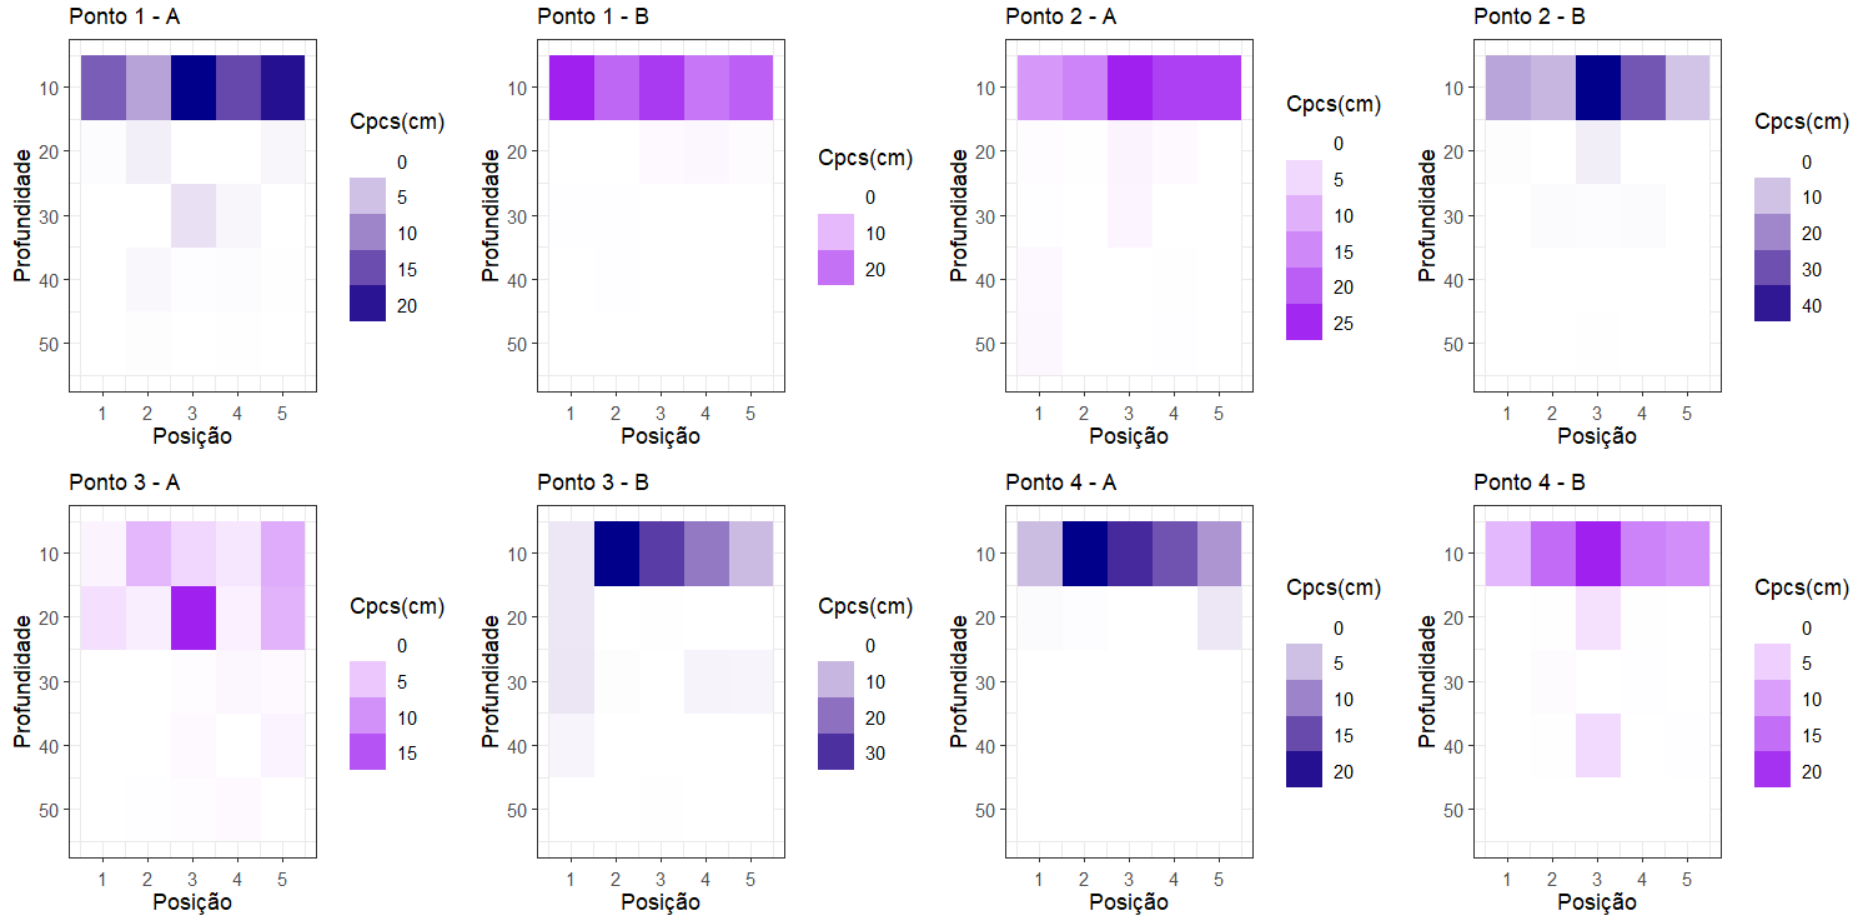 Ponto 1 - A
Profundidade
10
20
30
40
50
1 2 3 4 5
Posição
Cpcs(cm)
0
5
10
15
20
Ponto 1 - B
Profundidade
10
20
30
40
50
1 2 3 4 5
Posição
Cpcs(cm)
0
10
20
Ponto 2 - A
Profundidade
10
20
30
40
50
1 2 3 4 5
Posição
Cpcs(cm)
0
5
10
15
20
25
Ponto 2 - B
Profundidade
10
20
30
40
50
1 2 3 4 5
Posição
Cpcs(cm)
0
10
20
30
40
Ponto 3 - A
Profundidade
10
20
30
40
50
1 2 3 4 5
Posição
Cpcs(cm)
0
5
10
15
Ponto 3 - B
Profundidade
10
20
30
40
50
1 2 3 4 5
Posição
Cpcs(cm)
0
10
20
30
Ponto 4 - A
Profundidade
10
20
30
40
50
1 2 3 4 5
Posição
Cpcs(cm)
0
5
10
15
20
Ponto 4 - B
Profundidade
10
20
30
40
50
1 2 3 4 5
Posição
Cpcs(cm)
0
5
10
15
20